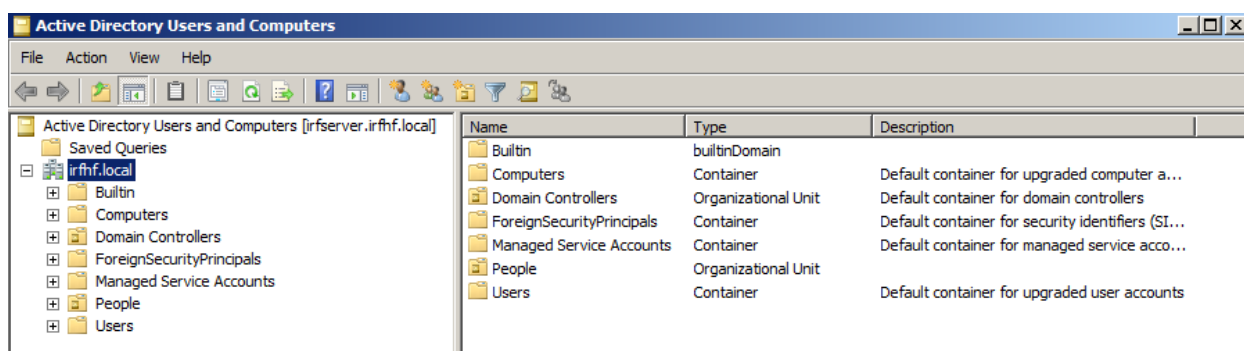 Active Directory Users and Computers
File Action View Help
Active Directory Users and Computers [irfserver.irfhf.local]
Saved Queries
irfhf.local
Builtin
Computers
Domain Controllers
ForeignSecurityPrincipals
Managed Service Accounts
People
Users
Name Type Description
Builtin builtinDomain
Computers Container Default container for upgraded computer a...
Domain Controllers Organizational Unit Default container for domain controllers
ForeignSecurityPrincipals Container Default container for security identifiers (SI...
Managed Service Accounts Container Default container for managed service acco...
People Organizational Unit
Users Container Default container for upgraded user accounts